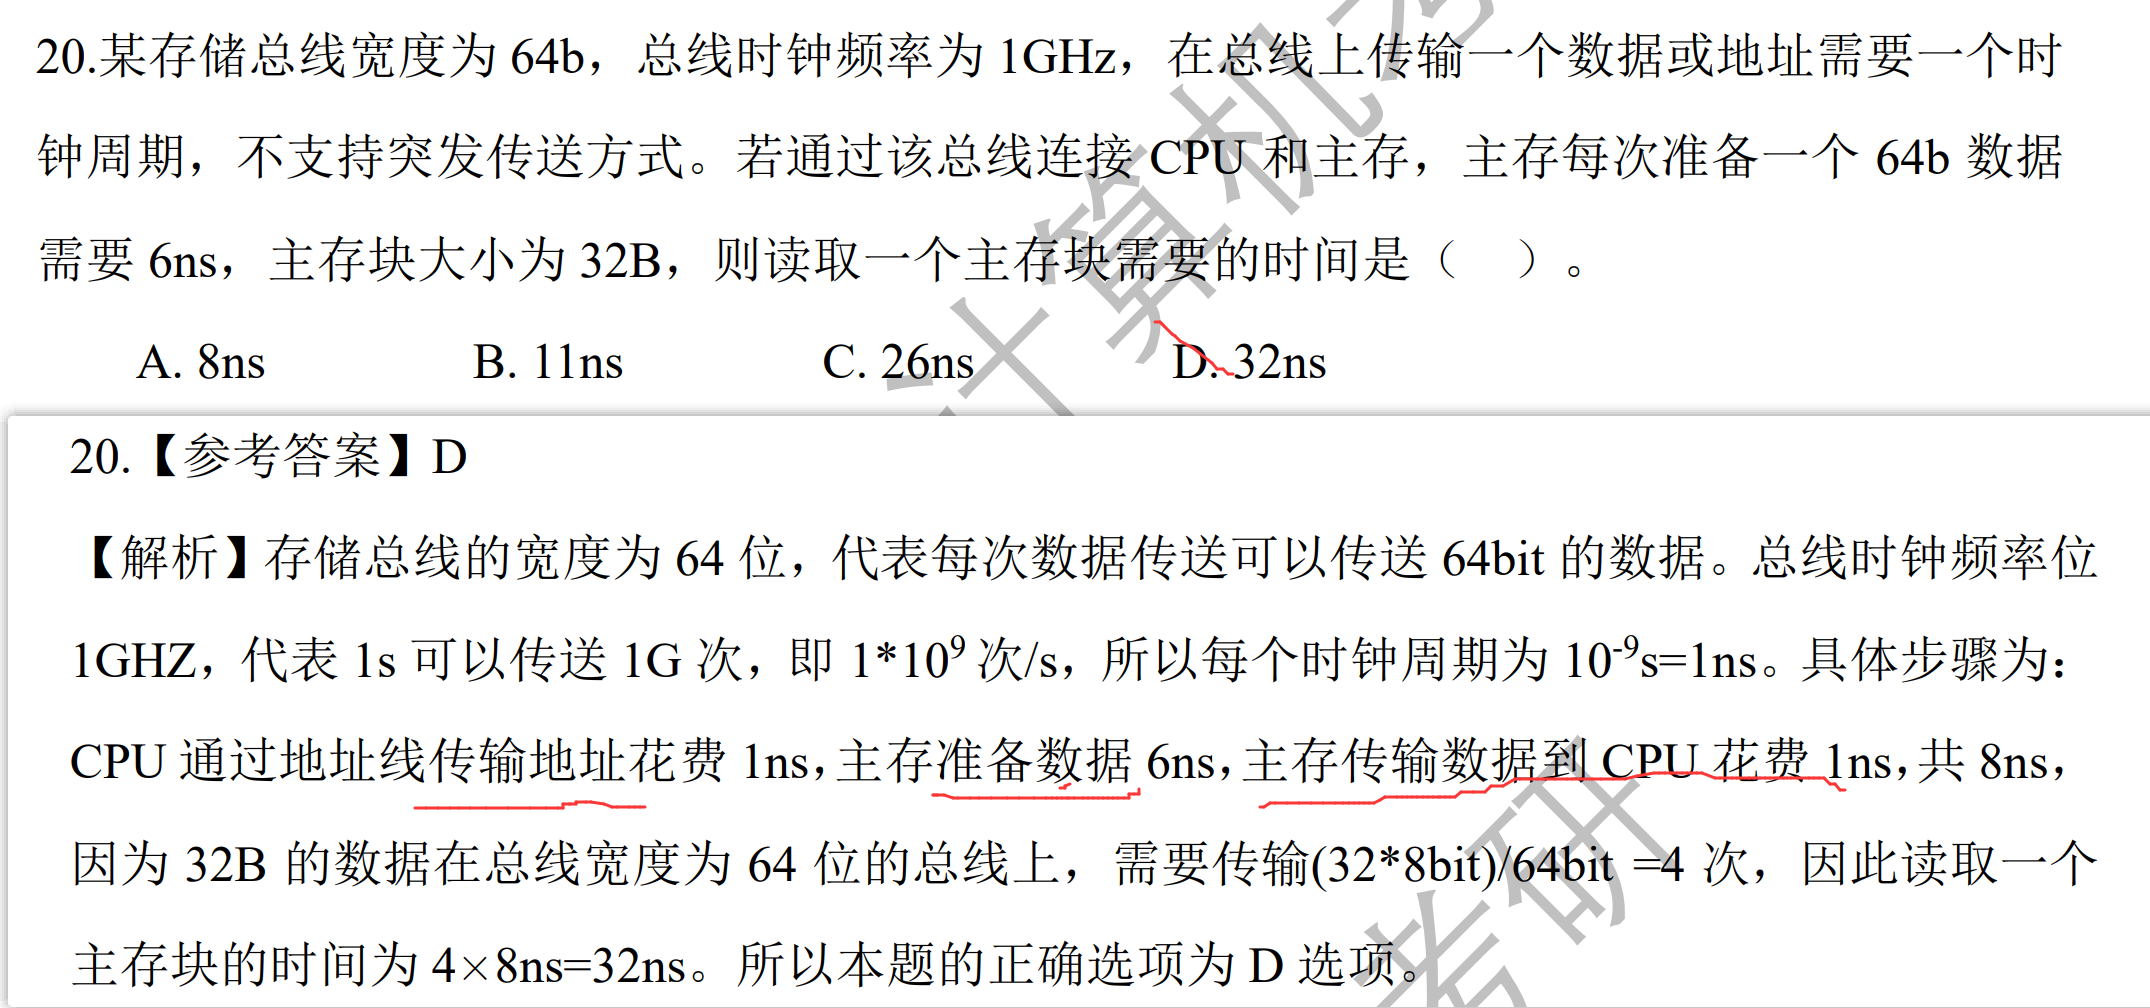 20.某存储总线宽度为 64b，总线时钟频率为 1GHz，在总线上传输一个数据或地址需要一个时
钟周期，不支持突发传送方式。若通过该总线连接 CPU 和主存，主存每次准备一个 64b 数据
需要 6ns，主存块大小为 32B，则读取一个主存块需要的时间是（ ）。
A. 8ns B. 11ns C. 26ns D. 32ns
20.【参考答案】D
【解析】存储总线的宽度为 64 位，代表每次数据传送可以传送 64bit 的数据。总线时钟频率位
1GHZ，代表 1s 可以传送 1G 次，即 1*10⁹ 次/s，所以每个时钟周期为 10⁻⁹s=1ns。具体步骤为：
CPU 通过地址线传输地址花费 1ns，主存准备数据 6ns，主存传输数据到 CPU 花费 1ns，共 8ns，
因为 32B 的数据在总线宽度为 64 位的总线上，需要传输(32*8bit)/64bit =4 次，因此读取一个
主存块的时间为 4×8ns=32ns。所以本题的正确选项为 D 选项。
计算机考
考研